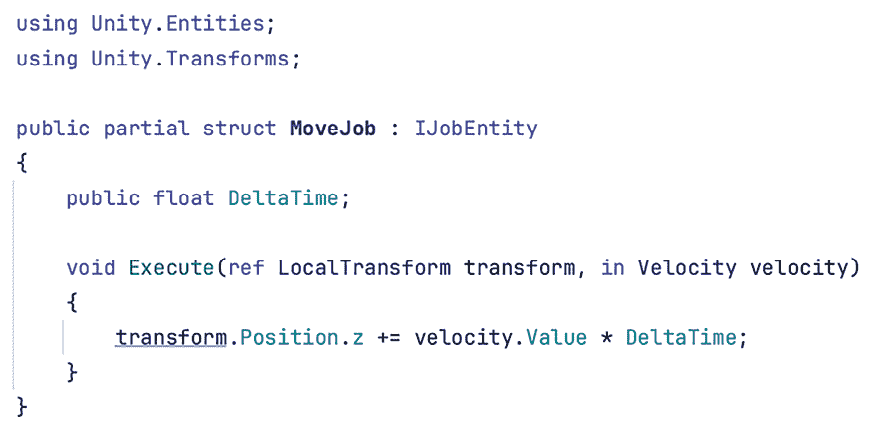 using Unity.Entities;
using Unity.Transforms;

public partial struct MoveJob : IJobEntity
{
    public float DeltaTime;

    void Execute(ref LocalTransform transform, in Velocity velocity)
    {
        transform.Position.z += velocity.Value * DeltaTime;
    }
}